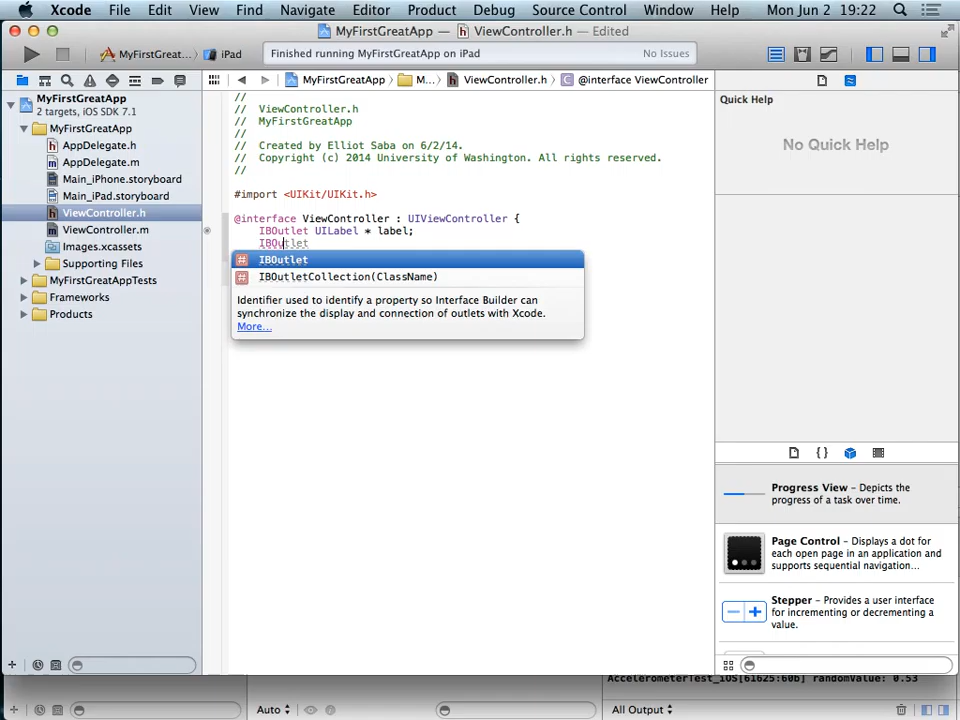 Xcode File Edit View Find Navigate Editor Product Debug Source Control Window Help Mon Jun 2 19:22
MyFirstGreatApp — ViewController.h — Edited
MyFirstGreat... iPad
Finished running MyFirstGreatApp on iPad No Issues
MyFirstGreatApp M... ViewController.h @interface ViewController
MyFirstGreatApp
2 targets, iOS SDK 7.1
MyFirstGreatApp
AppDelegate.h
AppDelegate.m
Main_iPhone.storyboard
Main_iPad.storyboard
ViewController.h
ViewController.m
Images.xcassets
Supporting Files
MyFirstGreatAppTests
Frameworks
Products
//
// ViewController.h
// MyFirstGreatApp
//
// Created by Elliot Saba on 6/2/14.
// Copyright (c) 2014 University of Washington. All rights reserved.
//
#import <UIKit/UIKit.h>
@interface ViewController : UIViewController {
IBOutlet UILabel * label;
IBOutlet
# IBOutlet
# IBOutletCollection(ClassName)
Identifier used to identify a property so Interface Builder can
synchronize the display and connection of outlets with Xcode.
More...
Quick Help
No Quick Help
Progress View – Depicts the
progress of a task over time.
Page Control – Displays a dot for
each open page in an application and
supports sequential navigation...
Stepper – Provides a user interface
for incrementing or decrementing a
value.
AccelerometerTest_iOS[61625:60b] randomValue: 0.53
Auto
All Output